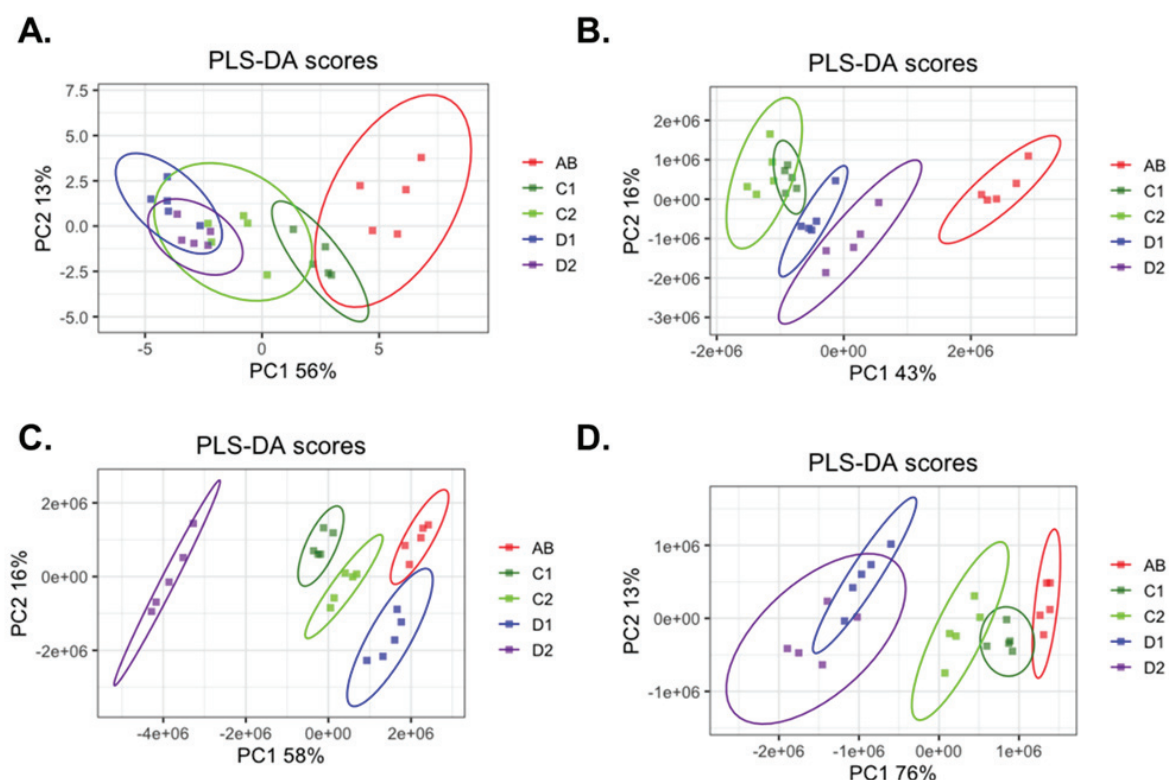 A.
PLS-DA scores
7.5
5.0
2.5
0.0
-2.5
-5.0
PC2 13%
-5 0 5
PC1 56%
AB
C1
C2
D1
D2
B.
PLS-DA scores
2e+06
1e+06
0e+00
-1e+06
-2e+06
-3e+06
PC2 16%
-2e+06 0e+00 2e+06
PC1 43%
AB
C1
C2
D1
D2
C.
PLS-DA scores
2e+06
0e+00
-2e+06
PC2 16%
-4e+06 -2e+06 0e+00 2e+06
PC1 58%
AB
C1
C2
D1
D2
D.
PLS-DA scores
1e+06
0e+00
-1e+06
PC2 13%
-2e+06 -1e+06 0e+00 1e+06
PC1 76%
AB
C1
C2
D1
D2